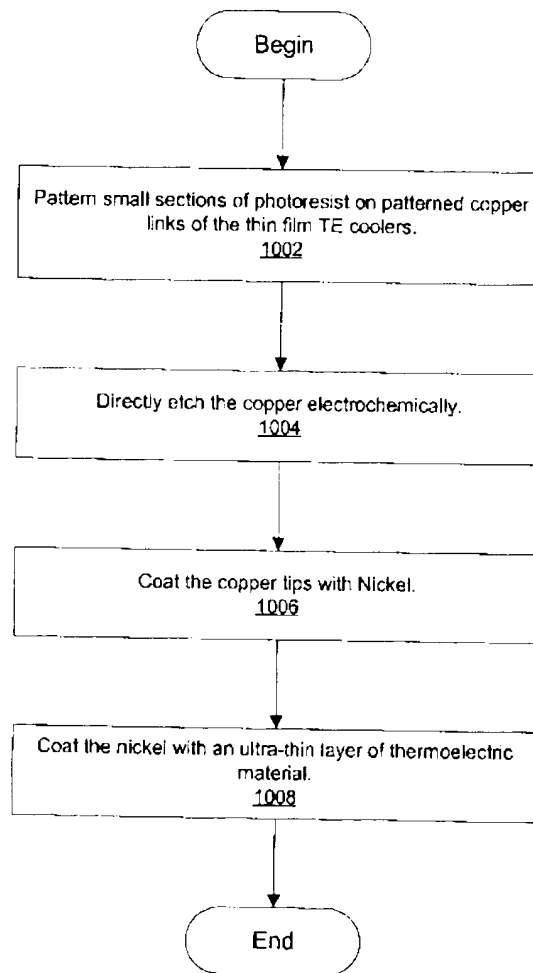 Begin
Pattern small sections of photoresist on patterned copper
links of the thin film TE coolers.
1002
Directly etch the copper electrochemically.
1004
Coat the copper tips with Nickel.
1006
Coat the nickel with an ultra-thin layer of thermoelectric
material.
1008
End